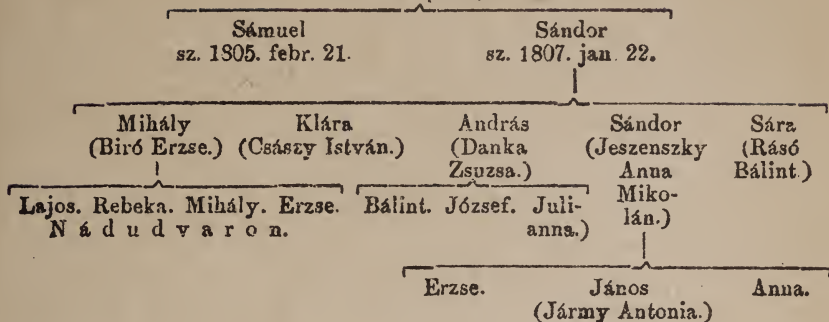 Sámuel Sándor
sz. 1805. febr. 21. sz. 1807. jan. 22.
Mihály Klára András Sándor Sára
(Biró Erzse.) (Császy István.) (Danka (Jeszenszky (Rásó
Zsuzsa.) Anna Bálint.)
Miko-
Lajos. Rebeka. Mihály. Erzse. Bálint. József. Juli- lán.)
Nádudvaron. anna.)
Erzse. János Anna.
(Jármy Antonia.)